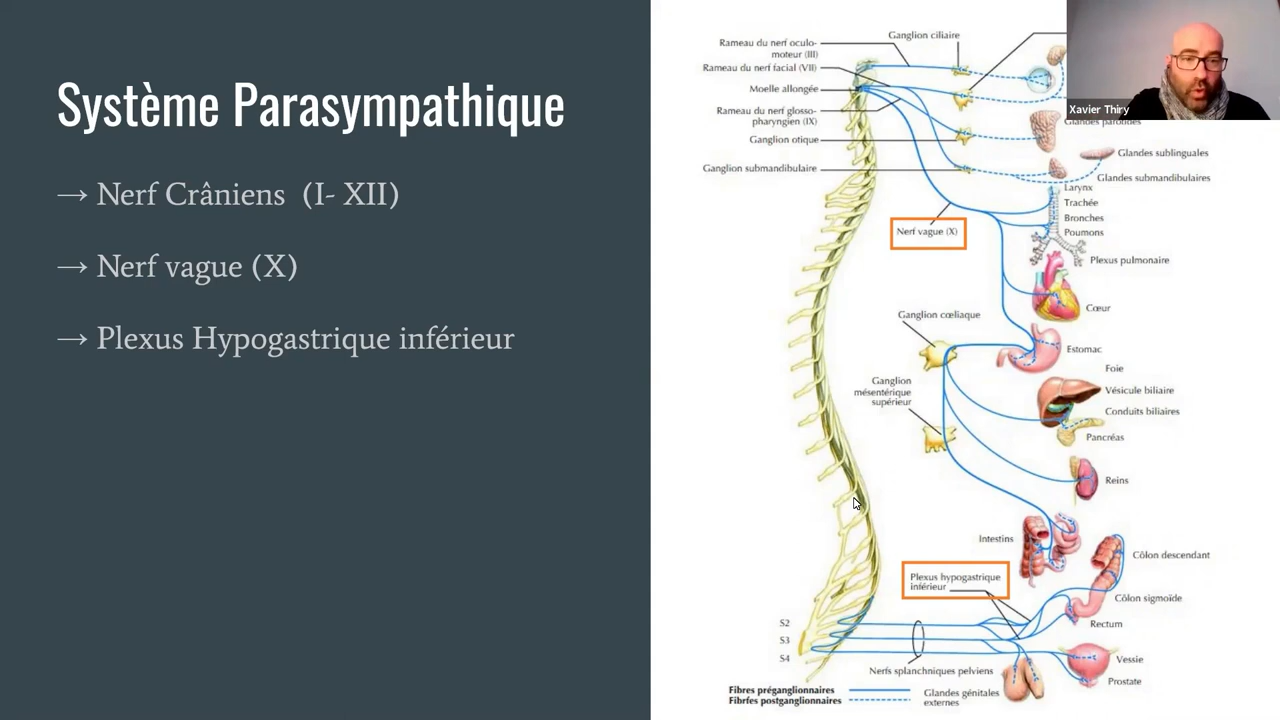 Système Parasympathique
→ Nerf Crâniens (I- XII)
→ Nerf vague (X)
→ Plexus Hypogastrique inférieur
Rameau du nerf oculo-
moteur (III)
Ganglion ciliaire
Rameau du nerf facial (VII)
Moelle allongée
Rameau du nerf glosso-
pharyngien (IX)
Ganglion otique
Ganglion submandibulaire
Xavier Thiry
Glandes parotides
Glandes sublinguales
Glandes submandibulaires
Larynx
Trachée
Bronches
Poumons
Nerf vague (X)
Plexus pulmonaire
Cœur
Ganglion cœliaque
Estomac
Foie
Ganglion
mésentérique
supérieur
Vésicule biliaire
Conduits biliaires
Pancréas
Reins
Intestins
Côlon descendant
Plexus hypogastrique
inférieur
Côlon sigmoïde
Rectum
S2
S3
S4
Nerfs splanchniques pelviens
Vessie
Prostate
Fibres préganglionnaires
Fibrfes postganglionnaires
Glandes génitales
externes